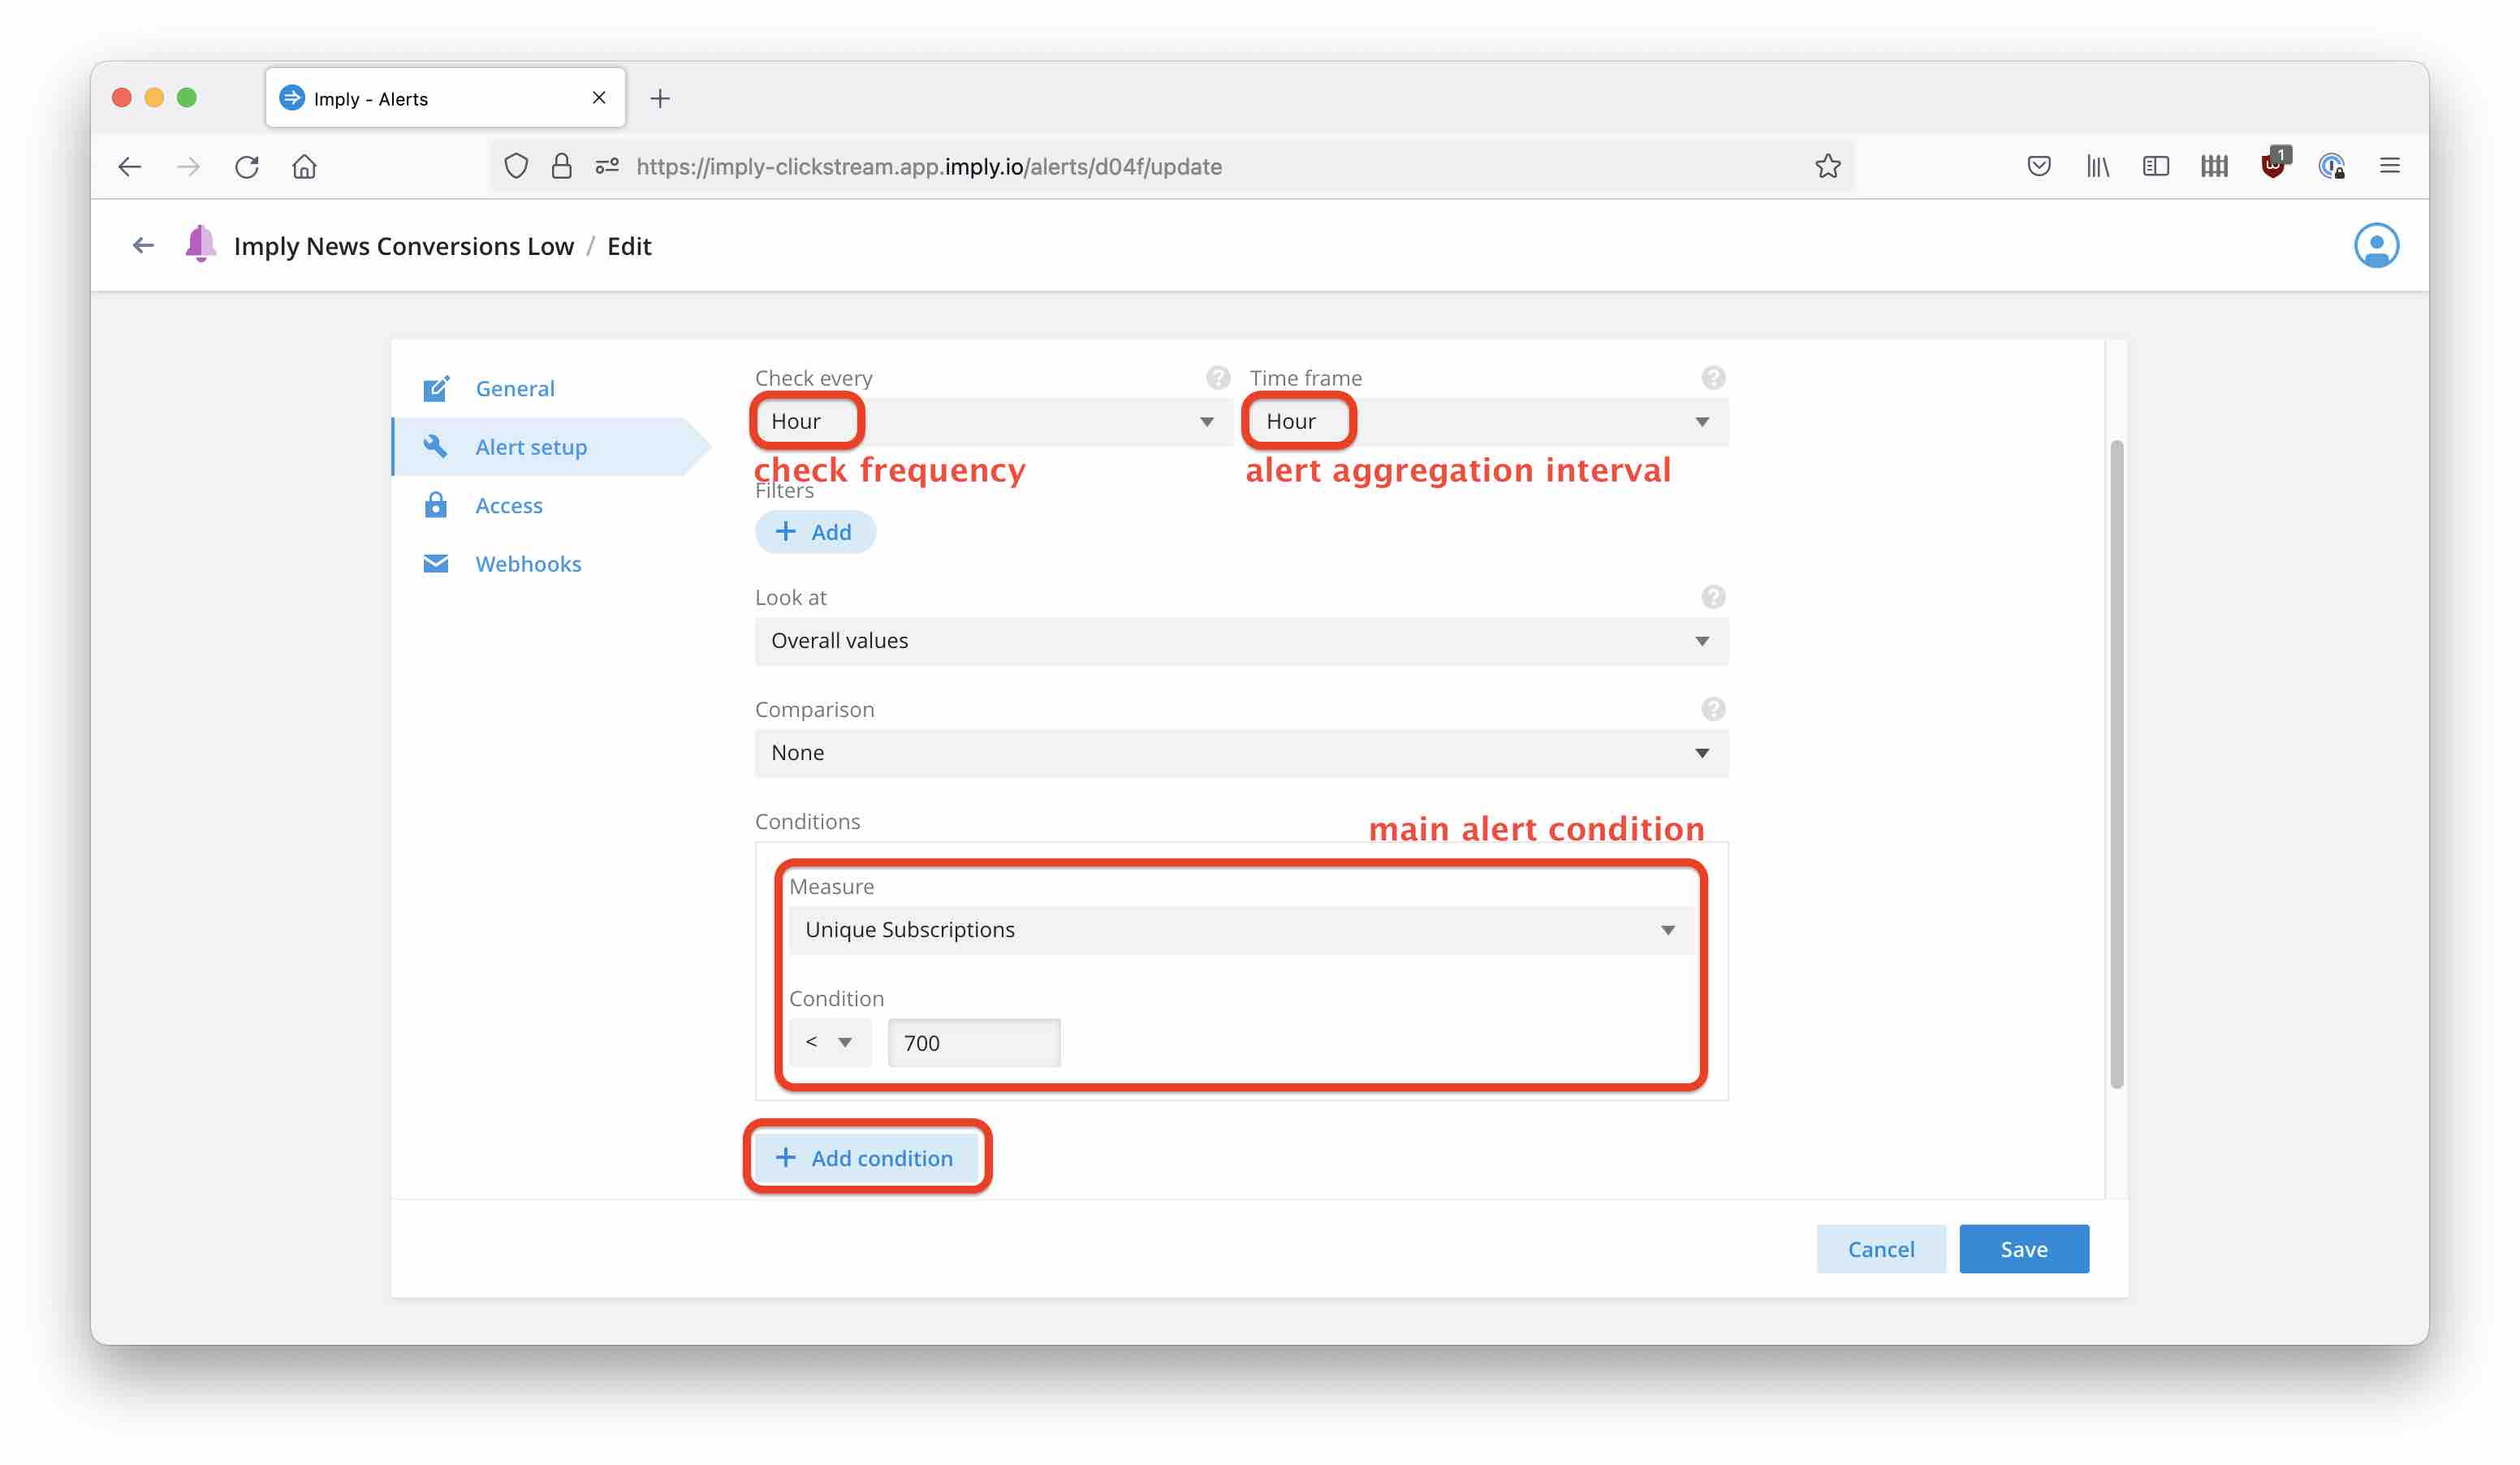 Imply - Alerts
https://imply-clickstream.app.imply.io/alerts/d04f/update
1
Imply News Conversions Low / Edit
General
Alert setup
Access
Webhooks
Check every
?
Time frame
?
Hour
Hour
check frequency
alert aggregation interval
Filters
+ Add
Look at
?
Overall values
Comparison
?
None
Conditions
main alert condition
Measure
Unique Subscriptions
Condition
<
700
+ Add condition
Cancel
Save